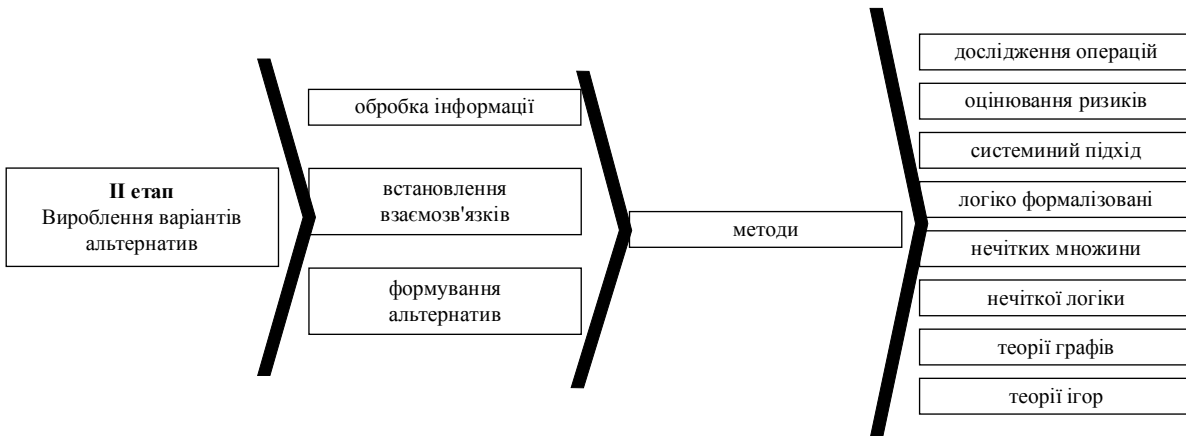 II етап
Вироблення варіантів
альтернатив
обробка інформації
встановлення
взаємозв'язків
формування
альтернатив
методи
дослідження операцій
оцінювання ризиків
системиний підхід
логіко формалізовані
нечітких множини
нечіткої логіки
теорії графів
теорії ігор